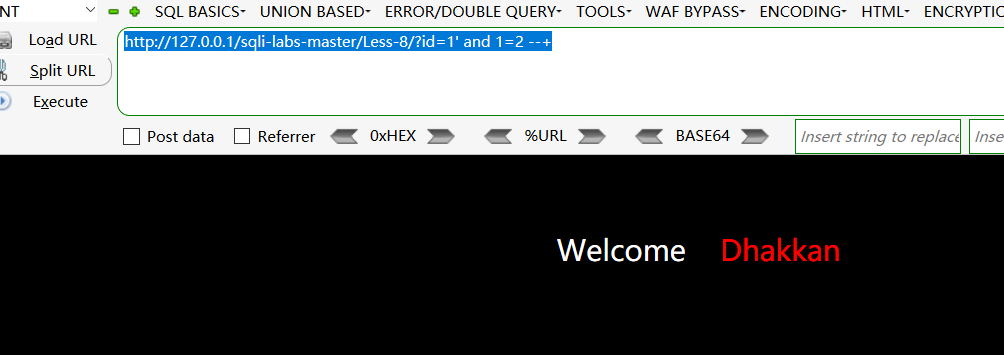 NT SQL BASICS UNION BASED ERROR/DOUBLE QUERY TOOLS WAF BYPASS ENCODING HTML ENCRYPTIO
Load URL
http://127.0.0.1/sqli-labs-master/Less-8/?id=1' and 1=2 --+
Split URL
Execute
Post data Referrer 0xHEX %URL BASE64 Insert string to replace Inse
Welcome Dhakkan